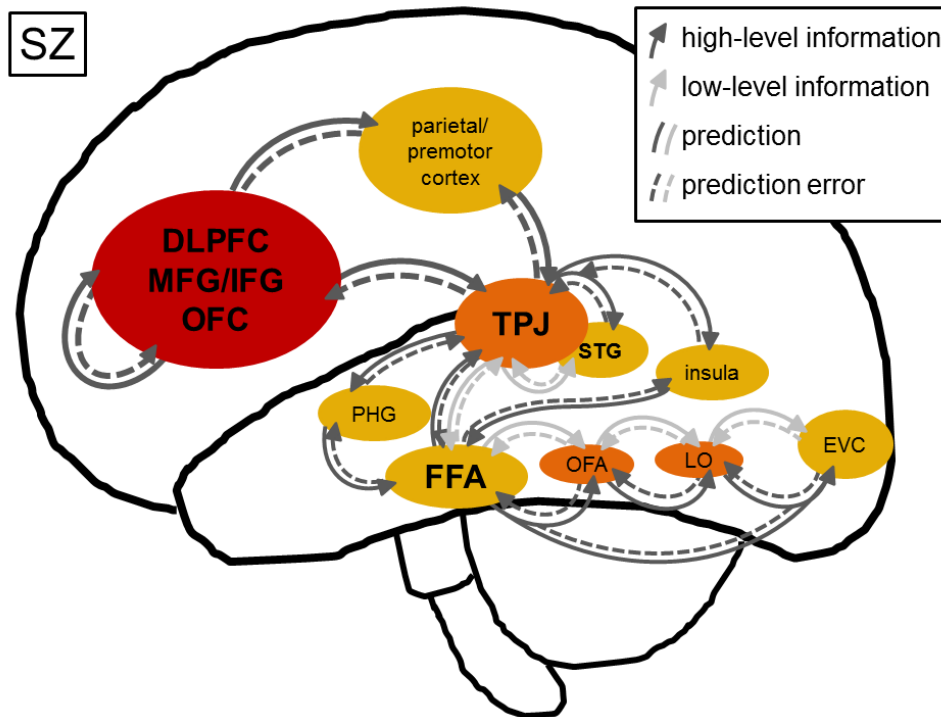 SZ
high-level information
low-level information
prediction
prediction error
parietal/
premotor
cortex
DLPFC
MFG/IFG
OFC
TPJ
STG
insula
PHG
FFA
OFA
LO
EVC